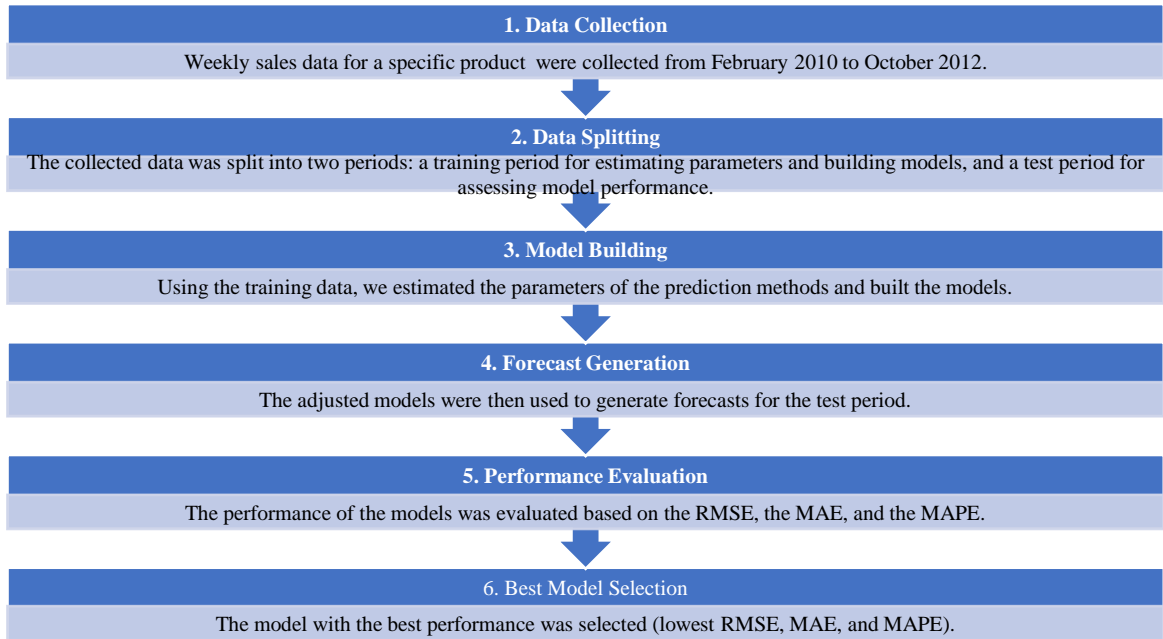 1. Data Collection
Weekly sales data for a specific product were collected from February 2010 to October 2012.
2. Data Splitting
The collected data was split into two periods: a training period for estimating parameters and building models, and a test period for
assessing model performance.
3. Model Building
Using the training data, we estimated the parameters of the prediction methods and built the models.
4. Forecast Generation
The adjusted models were then used to generate forecasts for the test period.
5. Performance Evaluation
The performance of the models was evaluated based on the RMSE, the MAE, and the MAPE.
6. Best Model Selection
The model with the best performance was selected (lowest RMSE, MAE, and MAPE).